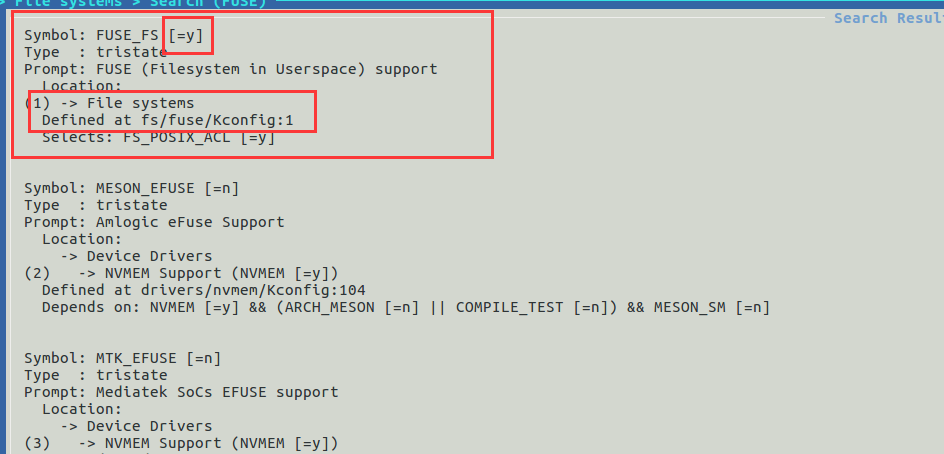 > File systems > Search (FUSE)
Search Resul
Symbol: FUSE_FS [=y]
Type  : tristate
Prompt: FUSE (Filesystem in Userspace) support
  Location:
(1) -> File systems
  Defined at fs/fuse/Kconfig:1
  Selects: FS_POSIX_ACL [=y]
Symbol: MESON_EFUSE [=n]
Type  : tristate
Prompt: Amlogic eFuse Support
  Location:
    -> Device Drivers
(2)   -> NVMEM Support (NVMEM [=y])
  Defined at drivers/nvmem/Kconfig:104
  Depends on: NVMEM [=y] && (ARCH_MESON [=n] || COMPILE_TEST [=n]) && MESON_SM [=n]
Symbol: MTK_EFUSE [=n]
Type  : tristate
Prompt: Mediatek SoCs EFUSE support
  Location:
    -> Device Drivers
(3)   -> NVMEM Support (NVMEM [=y])